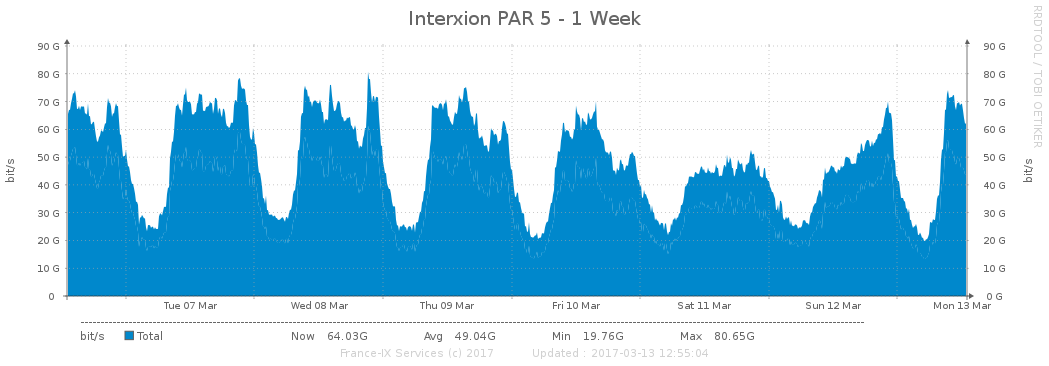 Interxion PAR 5 - 1 Week
RRDTOOL / TOBI OETIKER
bit/s
bit/s
90 G 90 G
80 G 80 G
70 G 70 G
60 G 60 G
50 G 50 G
40 G 40 G
30 G 30 G
20 G 20 G
10 G 10 G
0 0 G
Tue 07 Mar Wed 08 Mar Thu 09 Mar Fri 10 Mar Sat 11 Mar Sun 12 Mar Mon 13 Mar
bit/s Total Now 64.03G Avg 49.04G Min 19.76G Max 80.65G
France-IX Services (c) 2017 Updated : 2017-03-13 12:55:04